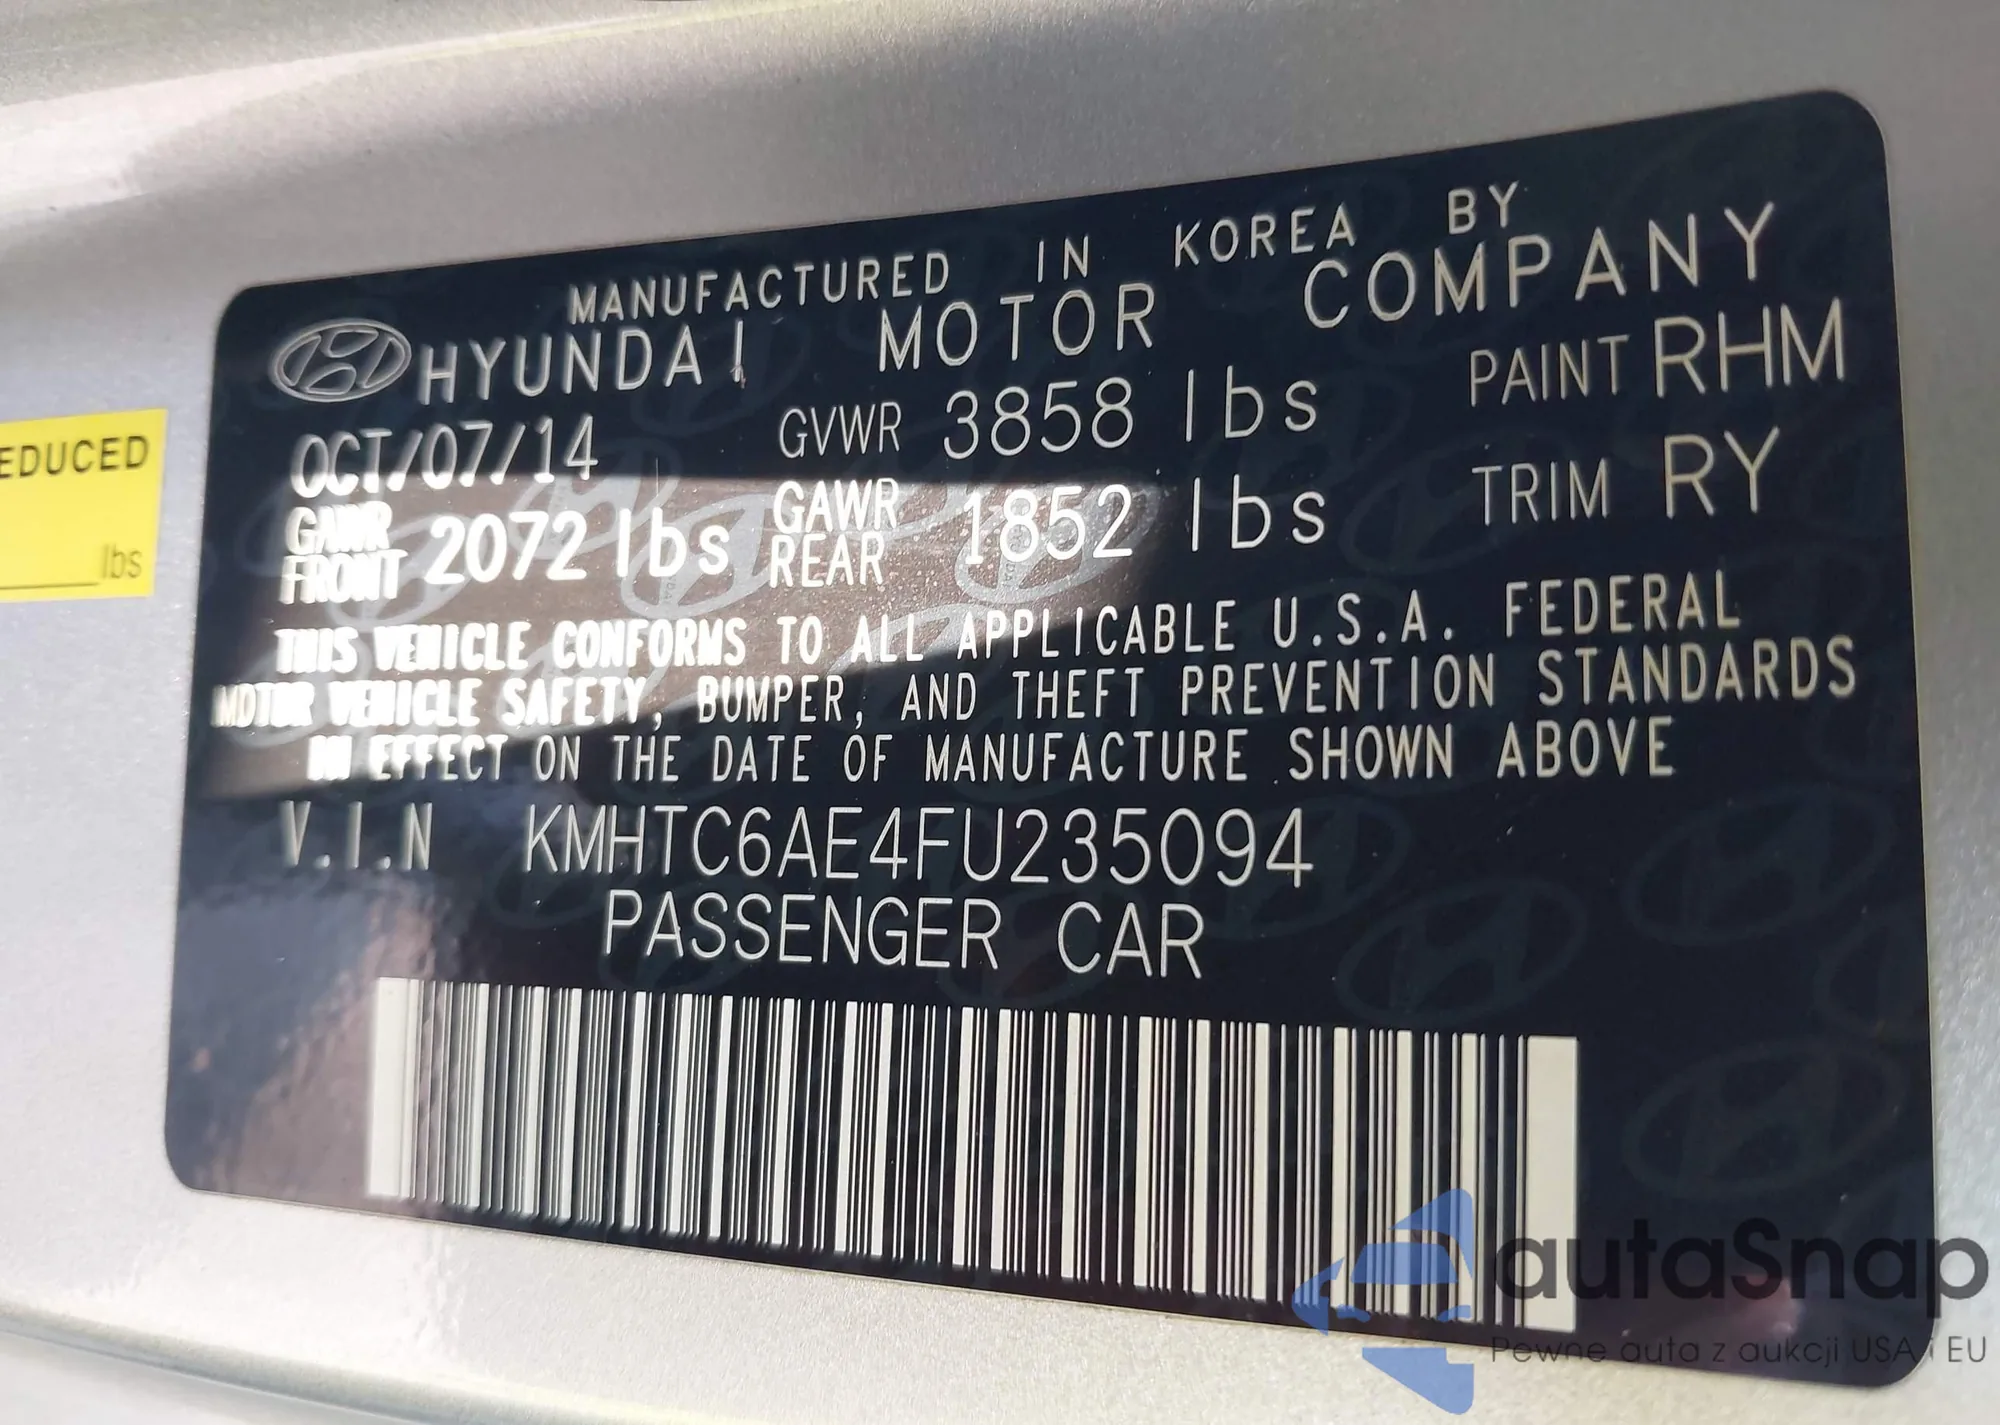 MANUFACTURED IN KOREA BY
HYUNDAI MOTOR COMPANY
OCT/07/14 GVWR 3858 lbs PAINT RHM
GAWR FRONT 2072 lbs GAWR REAR 1852 lbs TRIM RY
THIS VEHICLE CONFORMS TO ALL APPLICABLE U.S.A. FEDERAL
MOTOR VEHICLE SAFETY, BUMPER, AND THEFT PREVENTION STANDARDS
IN EFFECT ON THE DATE OF MANUFACTURE SHOWN ABOVE
V.I.N KMHTC6AE4FU235094
PASSENGER CAR
EDUCED
lbs
autaSnap
Pewne auta z aukcji USA i EU